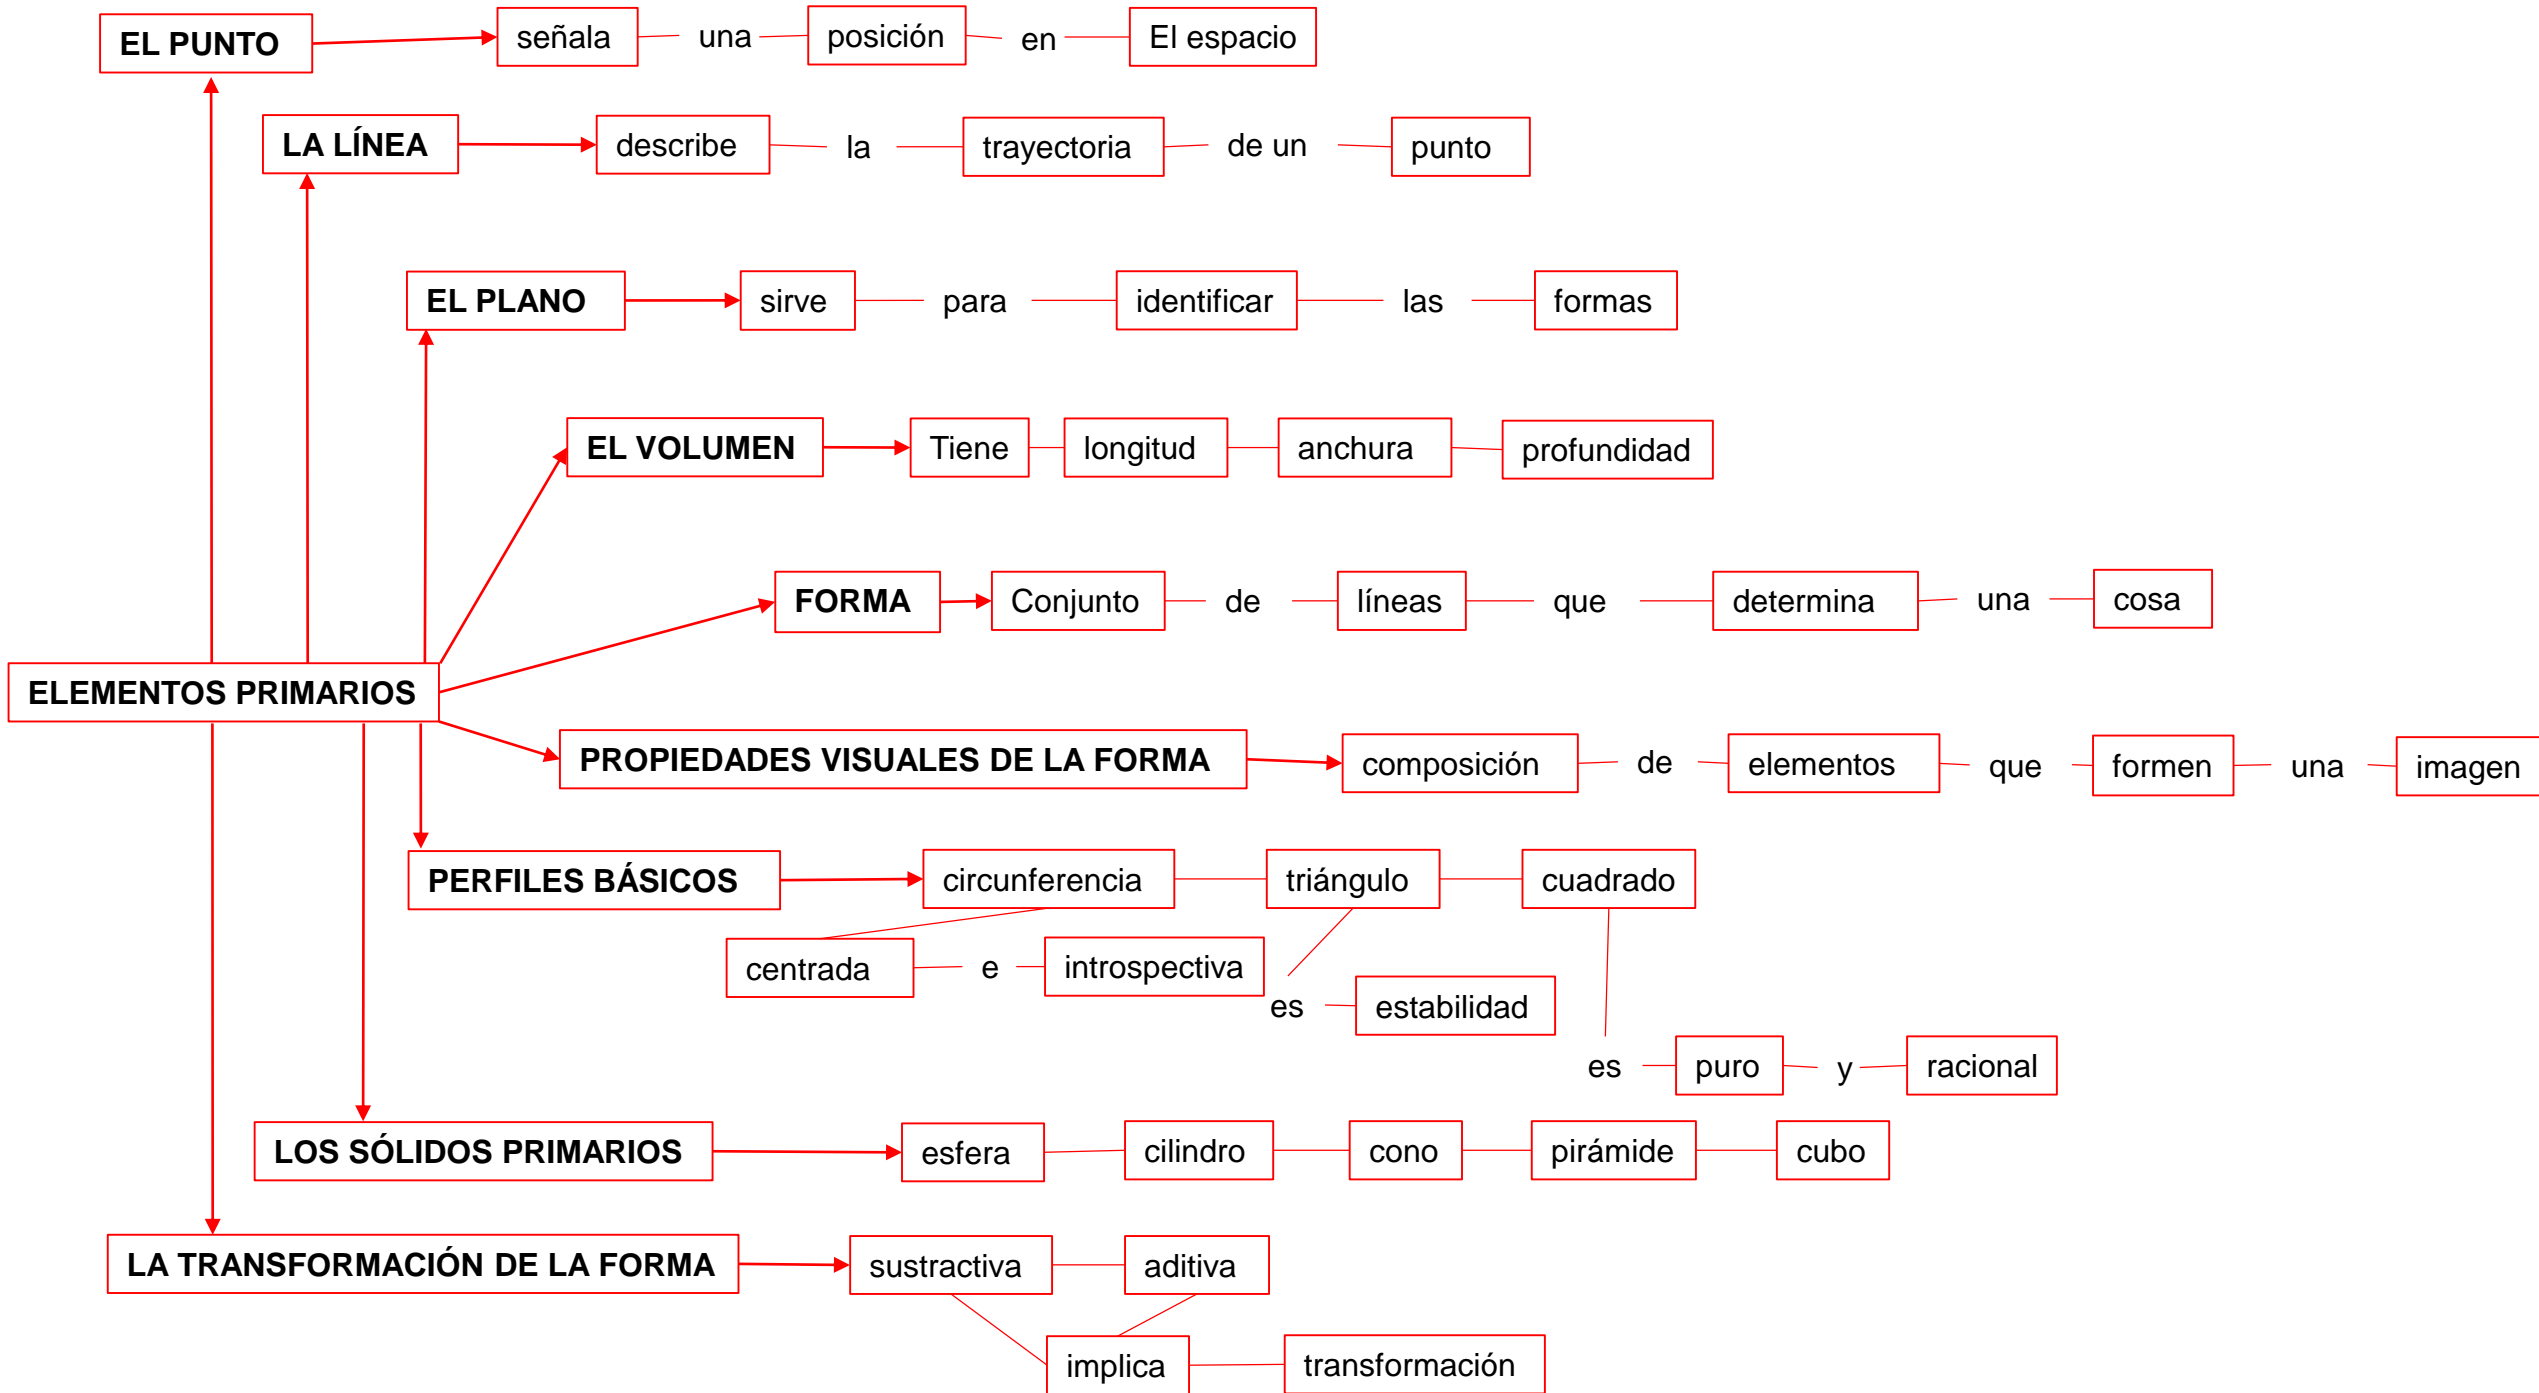 EL PUNTO señala una posición en El espacio
LA LÍNEA describe la trayectoria de un punto
EL PLANO sirve para identificar las formas
EL VOLUMEN Tiene longitud anchura profundidad
FORMA Conjunto de líneas que determina una cosa
ELEMENTOS PRIMARIOS
PROPIEDADES VISUALES DE LA FORMA composición de elementos que formen una imagen
PERFILES BÁSICOS circunferencia triángulo cuadrado
centrada e introspectiva
es estabilidad
es puro y racional
LOS SÓLIDOS PRIMARIOS esfera cilindro cono pirámide cubo
LA TRANSFORMACIÓN DE LA FORMA sustractiva aditiva
implica transformación